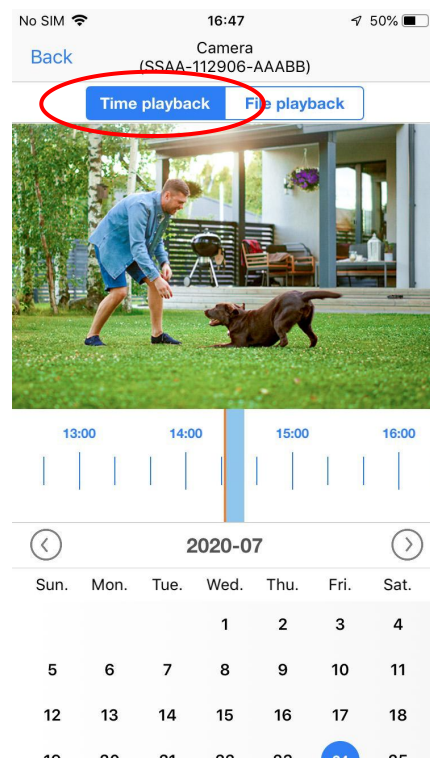 No SIM 16:47 50%
Back Camera
(SSAA-112906-AAABB)
Time playback File playback
13:00 14:00 15:00 16:00
2020-07
Sun. Mon. Tue. Wed. Thu. Fri. Sat.
1 2 3 4
5 6 7 8 9 10 11
12 13 14 15 16 17 18